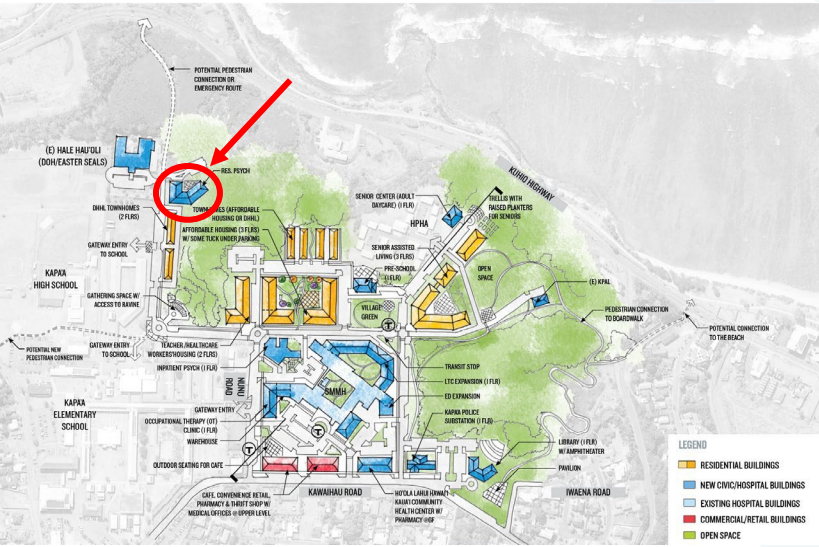 POTENTIAL PEDESTRIAN
CONNECTION OR
EMERGENCY ROUTE
(E) HALE HAU'OLI
(DOH/EASTER SEALS)
RES. PSYCH
DHHL TOWNHOMES
(2 FLRS)
TOWNHOMES (AFFORDABLE
HOUSING OR DHHL)
AFFORDABLE HOUSING (3 FLRS)
W/ SOME TUCK UNDER PARKING
GATEWAY ENTRY
TO SCHOOL
KAPA'A
HIGH SCHOOL
GATHERING SPACE W/
ACCESS TO RAVINE
SENIOR CENTER (ADULT
DAYCARE) (1 FLR)
HPHA
SENIOR ASSISTED
LIVING (3 FLRS)
PRE-SCHOOL
(1 FLR)
VILLAGE
GREEN
KUHIO HIGHWAY
TRELLIS WITH
RAISED PLANTERS
FOR SENIORS
OPEN
SPACE
(E) KPAL
PEDESTRIAN CONNECTION
TO BOARDWALK
POTENTIAL CONNECTION
TO THE BEACH
POTENTIAL NEW
PEDESTRIAN CONNECTION
GATEWAY ENTRY
TO SCHOOL
TEACHER /HEALTHCARE
WORKERS HOUSING (2 FLRS)
INPATIENT PSYCH (1 FLR)
NUNU
ROAD
T
SMMH
TRANSIT STOP
LTC EXPANSION (1 FLR)
ED EXPANSION
KAPA'A
ELEMENTARY
SCHOOL
GATEWAY ENTRY
OCCUPATIONAL THERAPY (OT)
CLINIC (1 FLR)
WAREHOUSE
T
T
KAPAA POLICE
SUBSTATION (1 FLR)
LIBRARY (1 FLR)
W/ AMPHITHEATER
OUTDOOR SEATING FOR CAFE
PAVILION
CAFE, CONVENIENCE RETAIL,
PHARMACY & THRIFT SHOP W/
MEDICAL OFFICES @ UPPER LEVEL
KAWAIHAU ROAD
HO'OLA LAHUI HAWAI'I
KAUA'I COMMUNITY
HEALTH CENTER W/
PHARMACY @GF
IWAENA ROAD
LEGEND
RESIDENTIAL BUILDINGS
NEW CIVIC/HOSPITAL BUILDINGS
EXISTING HOSPITAL BUILDINGS
COMMERCIAL/RETAIL BUILDINGS
OPEN SPACE